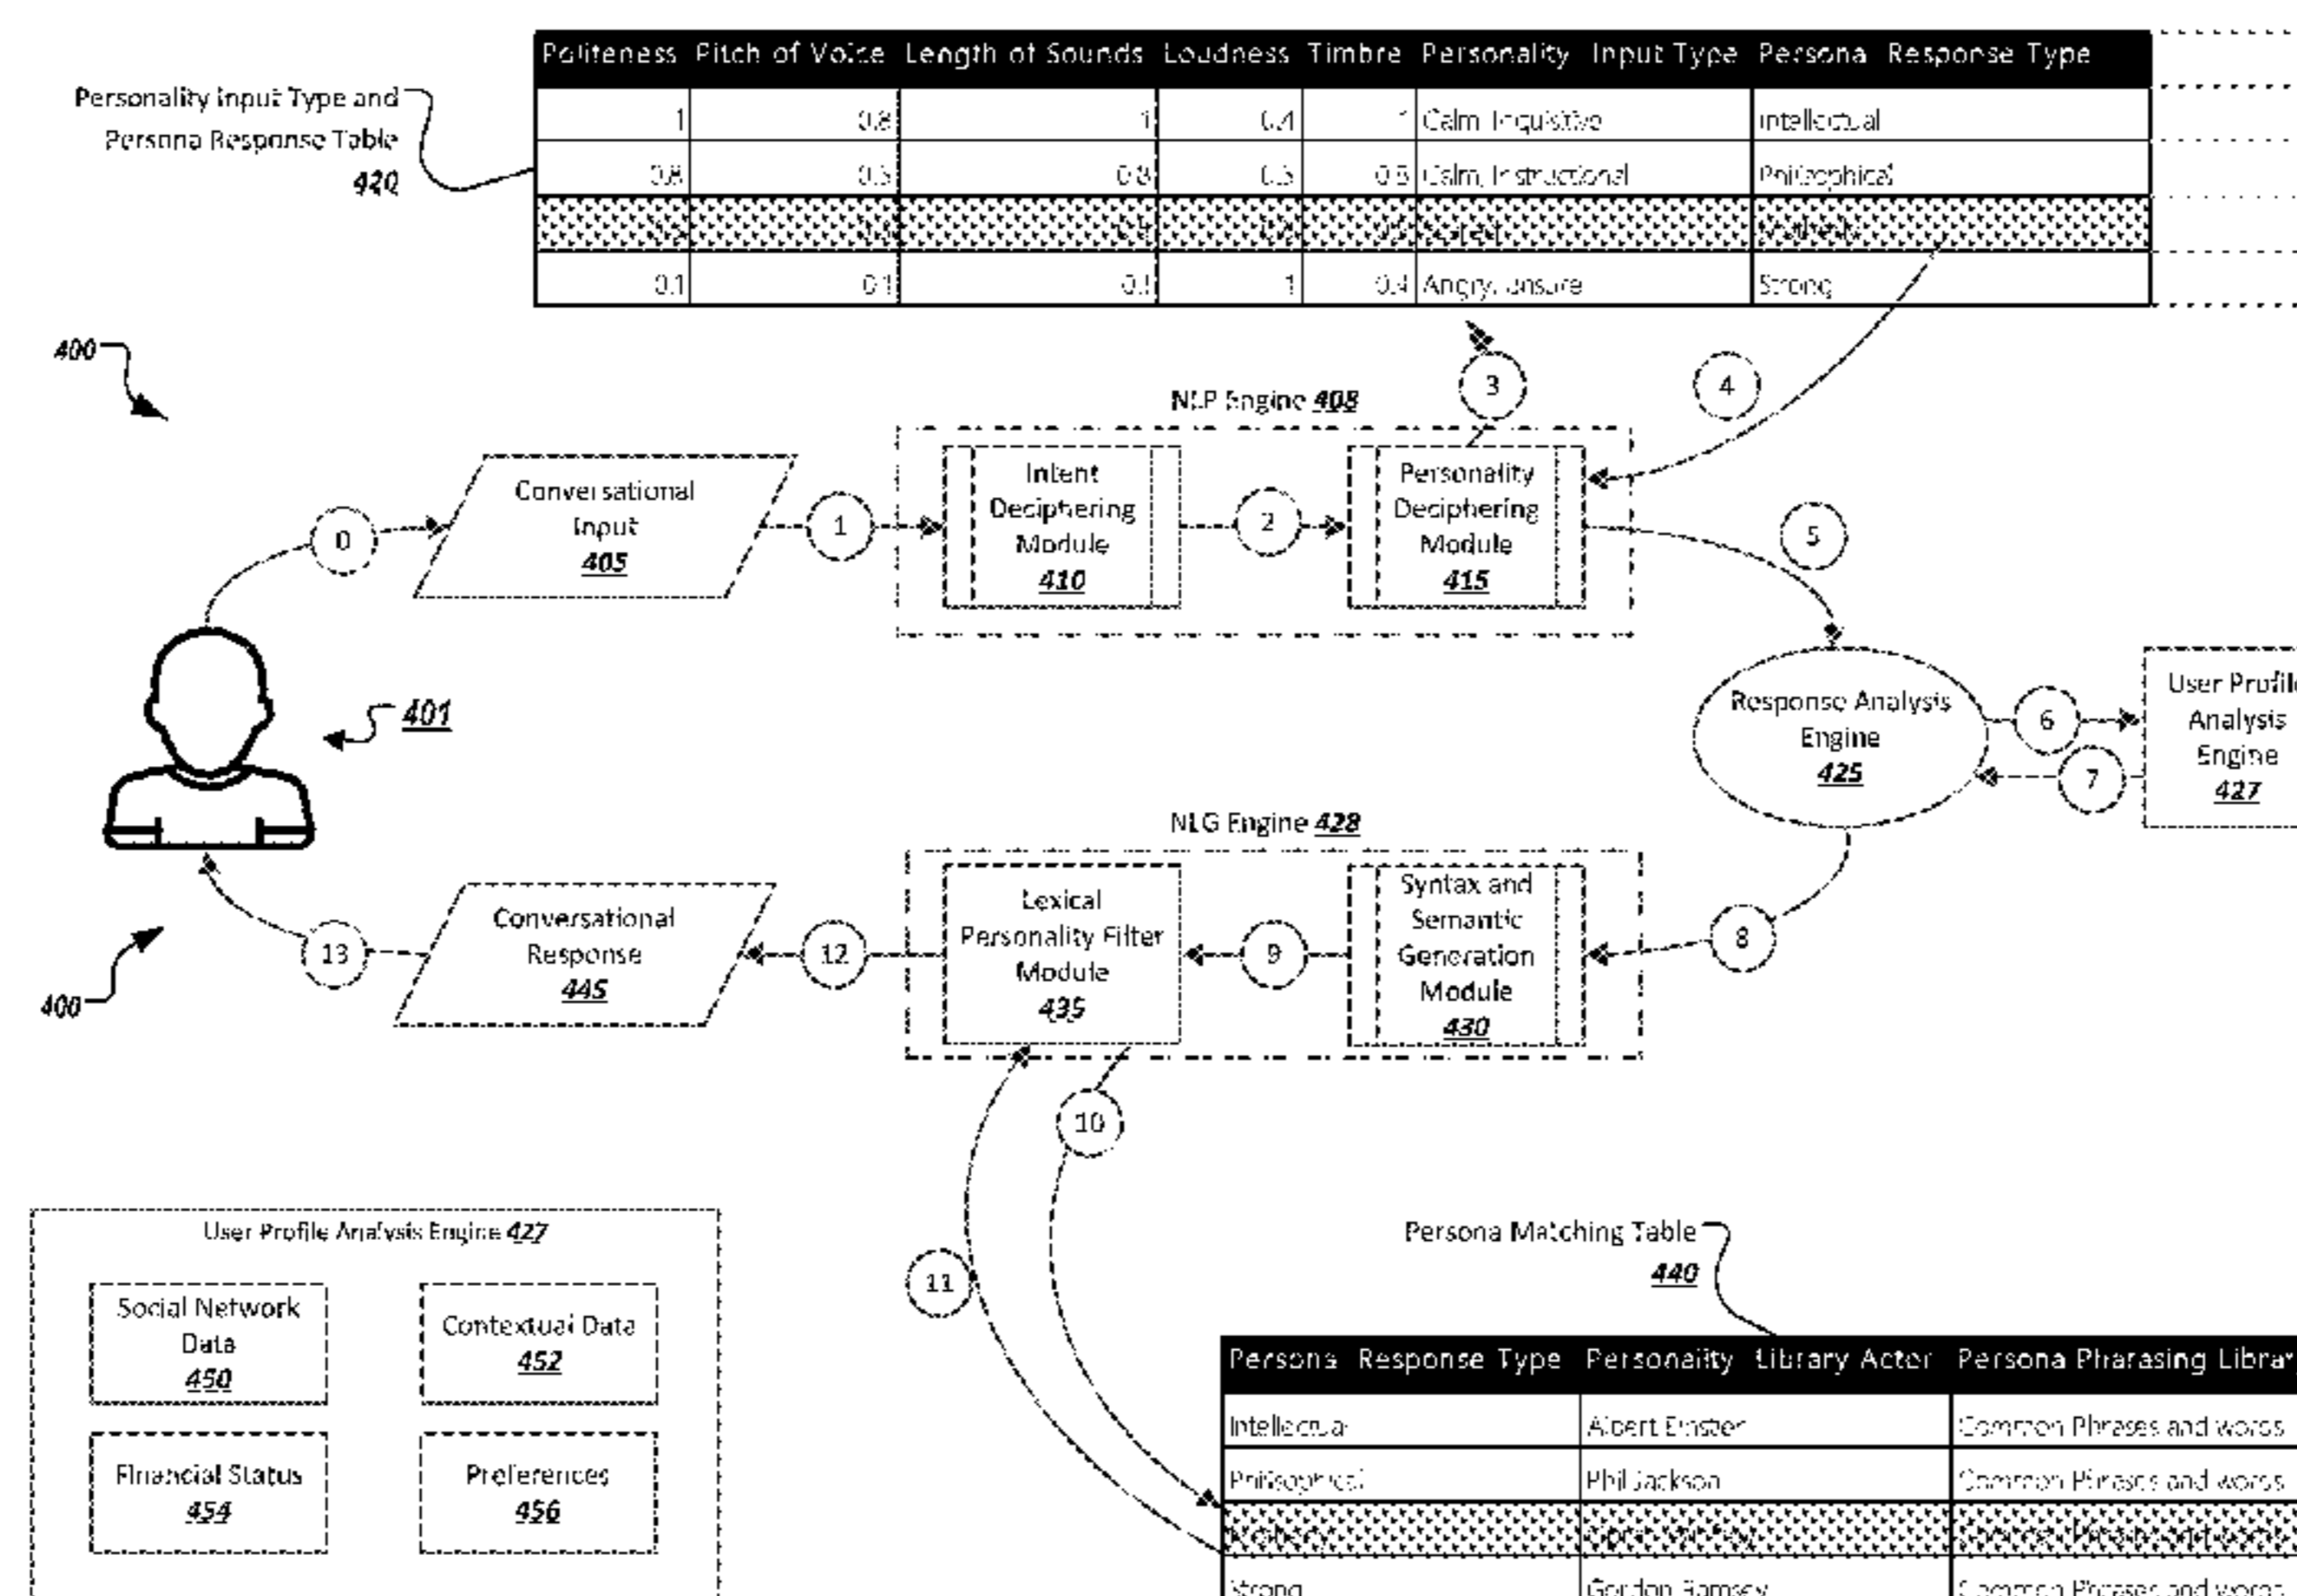 Politeness Pitch of Voice Length of Sounds Loudness Timbre Personality Input Type Persona Response Type
1 0.8 1 0.4 1 Calm, Inquisitive Intellectual
0.8 Calm, Instructional
0.1 0.1 0.1 1 0.4 Angry, unsure Strong
Personality Input Type and
Persona Response Table
420
400
3
4
NLP Engine 408
Conversational
Input
405
0
1
Intent
Deciphering
Module
410
2
Personality
Deciphering
Module
415
5
401
Response Analysis
Engine
425
6
7
User Profile
Analysis
Engine
427
NLG Engine 428
Conversational
Response
445
13
12
Lexical
Personality Filter
Module
435
9
Syntax and
Semantic
Generation
Module
430
8
400
10
11
User Profile Analysis Engine 427
Social Network
Data
450
Contextual Data
452
Financial Status
454
Preferences
456
Persona Matching Table
440
Persona Response Type Personality Library Actor Persona Pharasing Librar
Intellectual Albert Einstein Common Phrases and words
Phil Jackson Common Phrases and words
Strong Gordon Ramsey Common Phrases and words